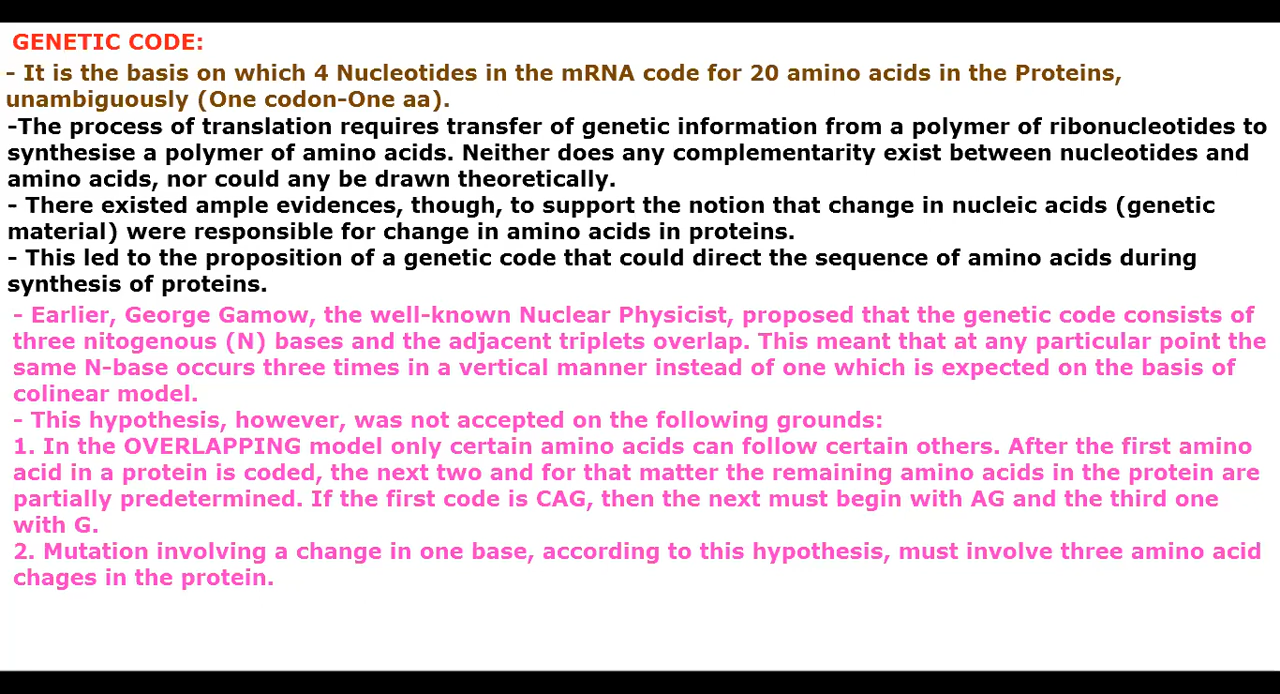 GENETIC CODE:
- It is the basis on which 4 Nucleotides in the mRNA code for 20 amino acids in the Proteins,
unambiguously (One codon-One aa).
-The process of translation requires transfer of genetic information from a polymer of ribonucleotides to
synthesise a polymer of amino acids. Neither does any complementarity exist between nucleotides and
amino acids, nor could any be drawn theoretically.
- There existed ample evidences, though, to support the notion that change in nucleic acids (genetic
material) were responsible for change in amino acids in proteins.
- This led to the proposition of a genetic code that could direct the sequence of amino acids during
synthesis of proteins.
- Earlier, George Gamow, the well-known Nuclear Physicist, proposed that the genetic code consists of
three nitogenous (N) bases and the adjacent triplets overlap. This meant that at any particular point the
same N-base occurs three times in a vertical manner instead of one which is expected on the basis of
colinear model.
- This hypothesis, however, was not accepted on the following grounds:
1. In the OVERLAPPING model only certain amino acids can follow certain others. After the first amino
acid in a protein is coded, the next two and for that matter the remaining amino acids in the protein are
partially predetermined. If the first code is CAG, then the next must begin with AG and the third one
with G.
2. Mutation involving a change in one base, according to this hypothesis, must involve three amino acid
chages in the protein.